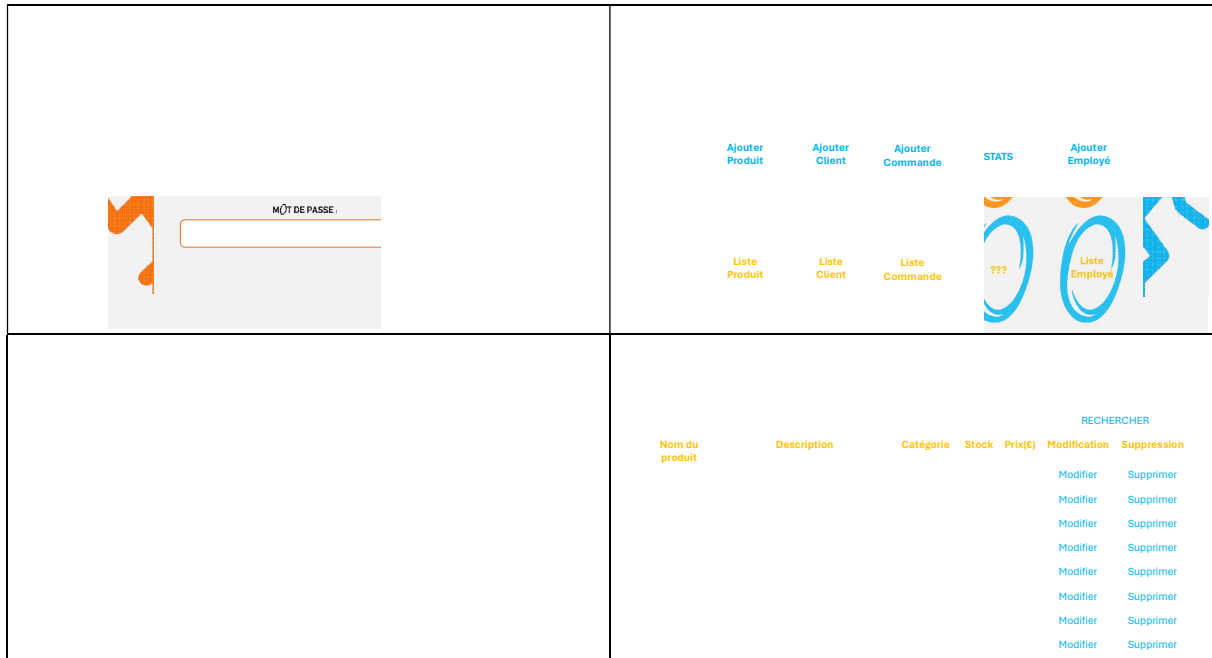 MOT DE PASSE :
Ajouter Produit
Ajouter Client
Ajouter Commande
STATS
Ajouter Employé
Liste Produit
Liste Client
Liste Commande
???
Liste Employé
RECHERCHER
Nom du produit Description Catégorie Stock Prix(€) Modification Suppression
Modifier Supprimer
Modifier Supprimer
Modifier Supprimer
Modifier Supprimer
Modifier Supprimer
Modifier Supprimer
Modifier Supprimer
Modifier Supprimer